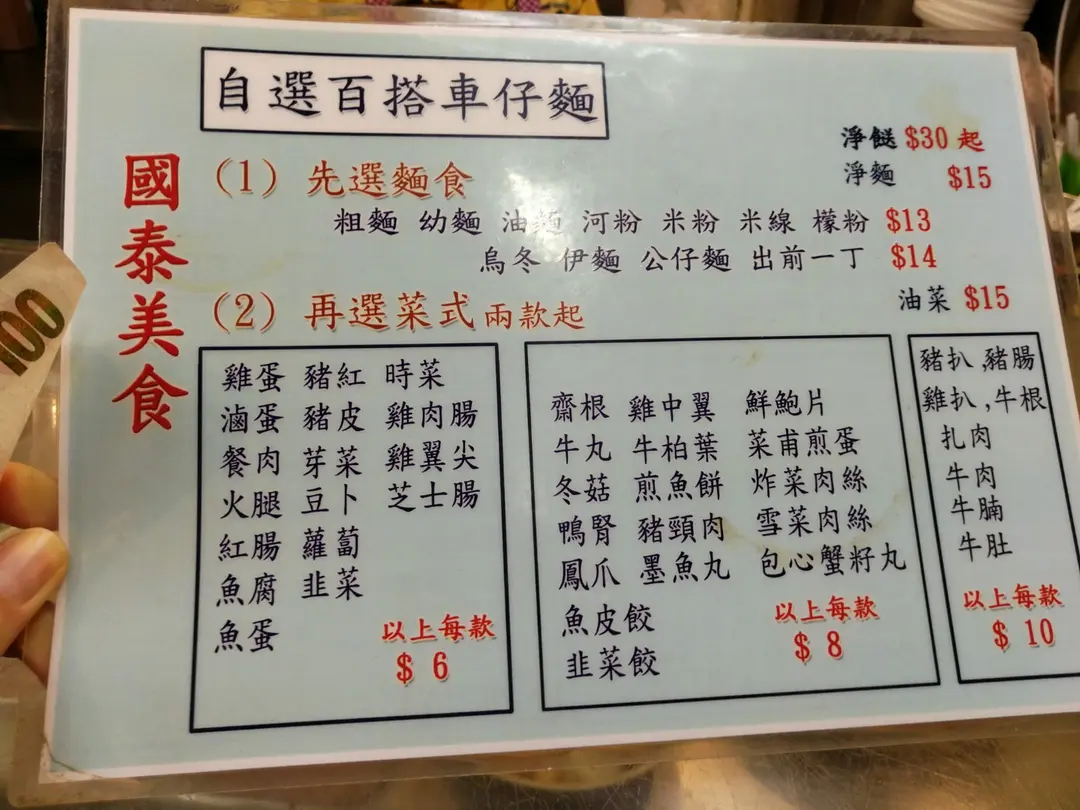 自選百搭車仔麵
國泰美食
淨餸 $30 起
(1) 先選麵食
淨麵 $15
粗麵 幼麵 油麵 河粉 米粉 米線 檬粉 $13
烏冬 伊麵 公仔麵 出前一丁 $14
(2) 再選菜式 兩款起
油菜 $15
雞蛋 豬紅 時菜
滷蛋 豬皮 雞肉腸
餐肉 芽菜 雞翼尖
火腿 豆卜 芝士腸
紅腸 蘿蔔
魚腐 韭菜
魚蛋
以上每款
$ 6
齋根 雞中翼 鮮鮑片
牛丸 牛柏葉 菜甫煎蛋
冬菇 煎魚餅 炸菜肉絲
鴨腎 豬頸肉 雪菜肉絲
鳳爪 墨魚丸 包心蟹籽丸
魚皮餃
韭菜餃
以上每款
$ 8
豬扒,豬腸
雞扒,牛根
扎肉
牛肉
牛腩
牛肚
以上每款
$ 10
100